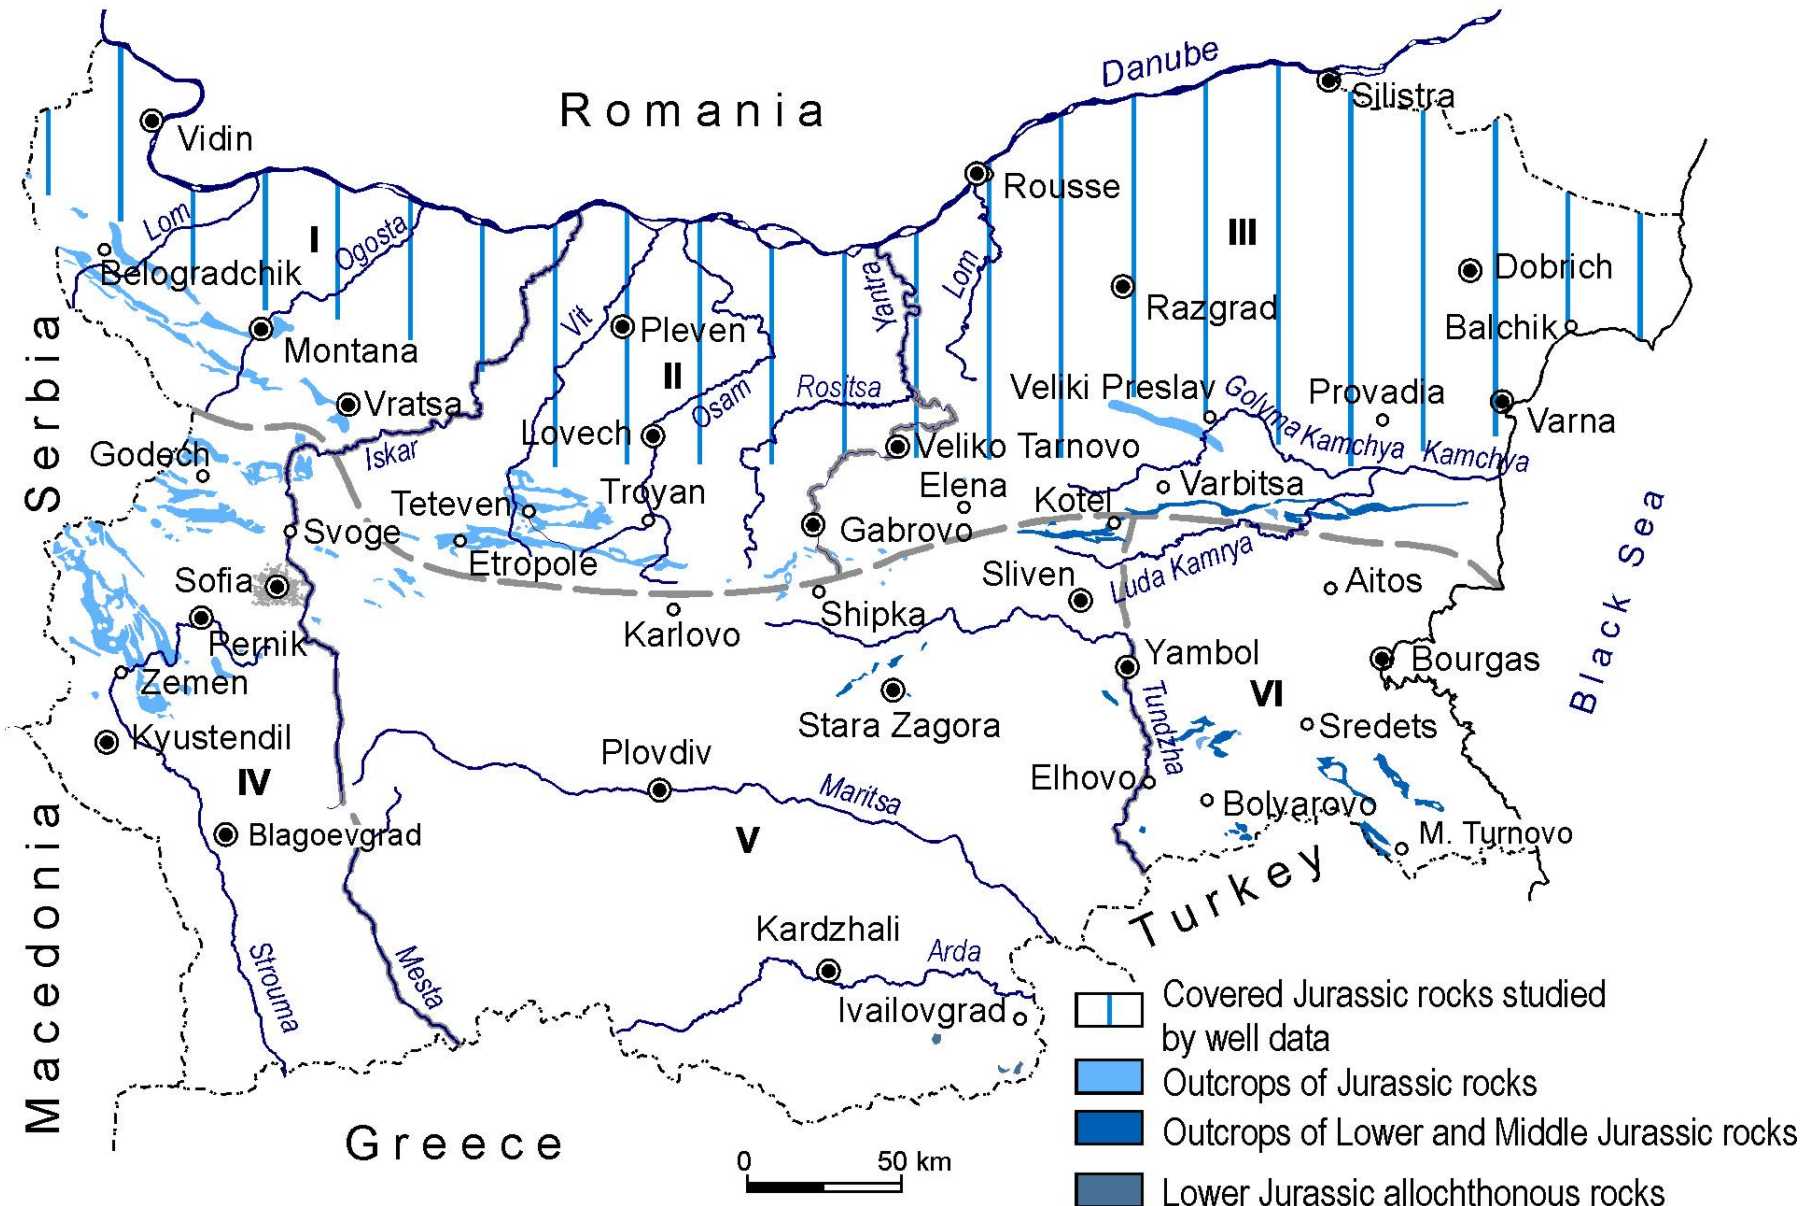 Romania
Danube
Silistra
Vidin
Rousse
Lom
I
Ogosta
Belogradchik
Yantra
Lom
III
Dobrich
Razgrad
Balchik
Vit
Pleven
Montana
II
Osam
Rositsa
Veliki Preslav
Golyma
Kamchya
Kamchya
Provadia
Varna
Serbia
Vratsa
Iskar
Lovech
Veliko Tarnovo
Godech
Teteven
Troyan
Elena
Kotel
Varbitsa
Svoge
Etropole
Gabrovo
Luda Kamrya
Sliven
Aitos
Black Sea
Sofia
Pernik
Karlovo
Shipka
Zemen
Yambol
Bourgas
VI
Tundzha
Stara Zagora
Sredets
Kyustendil
Plovdiv
Elhovo
IV
Maritsa
Bolyarovo
Blagoevgrad
V
M. Turnovo
Macedonia
Turkey
Strouma
Mesta
Kardzhali
Arda
Ivailovgrad
Greece
0 50 km
Covered Jurassic rocks studied
by well data
Outcrops of Jurassic rocks
Outcrops of Lower and Middle Jurassic rocks
Lower Jurassic allochthonous rocks